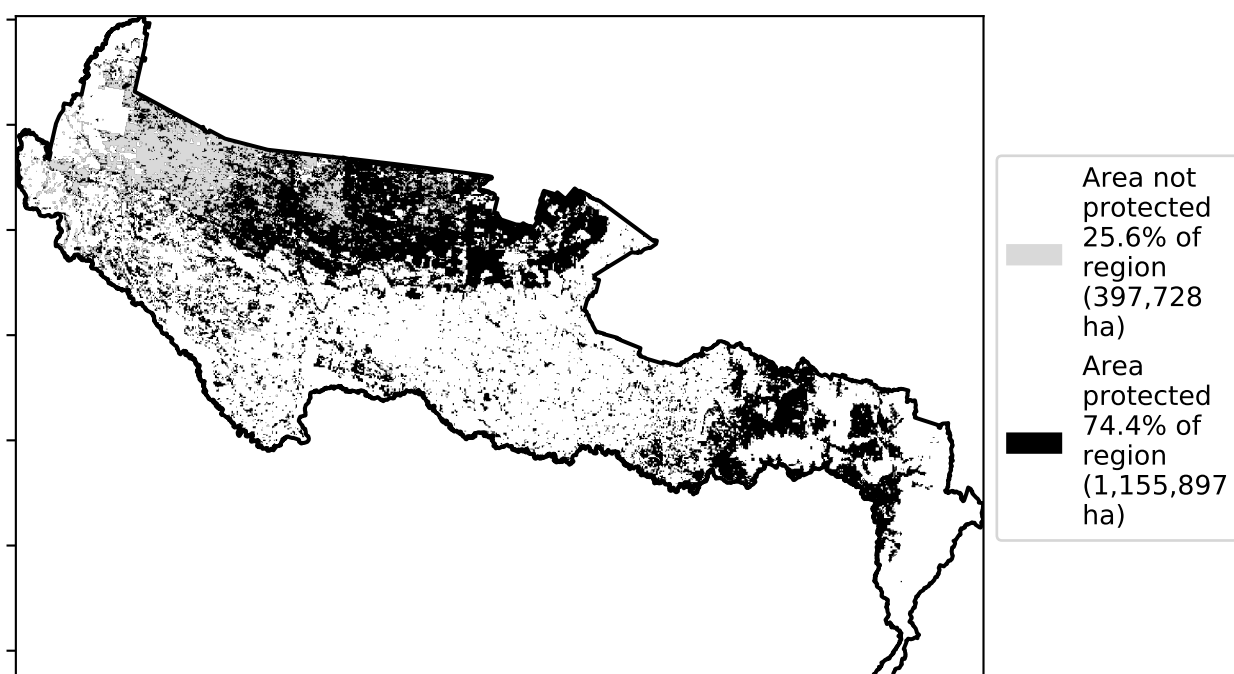 Area not
protected
25.6% of
region
(397,728
ha)
Area
protected
74.4% of
region
(1,155,897
ha)